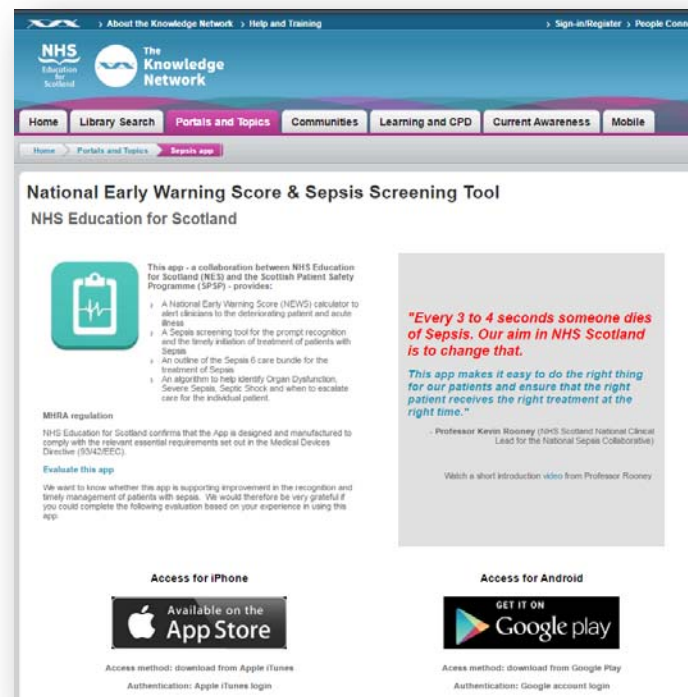 › About the Knowledge Network › Help and Training
› Sign-in/Register › People Conn
NHS
Education
for
Scotland
The
Knowledge
Network
Home
Library Search
Portals and Topics
Communities
Learning and CPD
Current Awareness
Mobile
Home
Portals and Topics
Sepsis app
National Early Warning Score & Sepsis Screening Tool
NHS Education for Scotland
This app - a collaboration between NHS Education
for Scotland (NES) and the Scottish Patient Safety
Programme (SPSP) - provides:
› A National Early Warning Score (NEWS) calculator to
alert clinicians to the deteriorating patient and acute
illness
› A Sepsis screening tool for the prompt recognition
and the timely initiation of treatment of patients with
Sepsis
› An outline of the Sepsis 6 care bundle for the
treatment of Sepsis
› An algorithm to help identify Organ Dysfunction,
Severe Sepsis, Septic Shock and when to escalate
care for the individual patient.
MHRA regulation
NHS Education for Scotland confirms that the App is designed and manufactured to
comply with the relevant essential requirements set out in the Medical Devices
Directive (93/42/EEC).
Evaluate this app
We want to know whether this app is supporting improvement in the recognition and
timely management of patients with sepsis. We would therefore be very grateful if
you could complete the following evaluation based on your experience in using this
app.
"Every 3 to 4 seconds someone dies
of Sepsis. Our aim in NHS Scotland
is to change that.
This app makes it easy to do the right thing
for our patients and ensure that the right
patient receives the right treatment at the
right time."
- Professor Kevin Rooney (NHS Scotland National Clinical
Lead for the National Sepsis Collaborative)
Watch a short introduction video from Professor Rooney
Access for iPhone
Available on the
App Store
Access method: download from Apple iTunes
Authentication: Apple iTunes login
Access for Android
GET IT ON
Google play
Acess method: download from Google Play
Authentication: Google account login